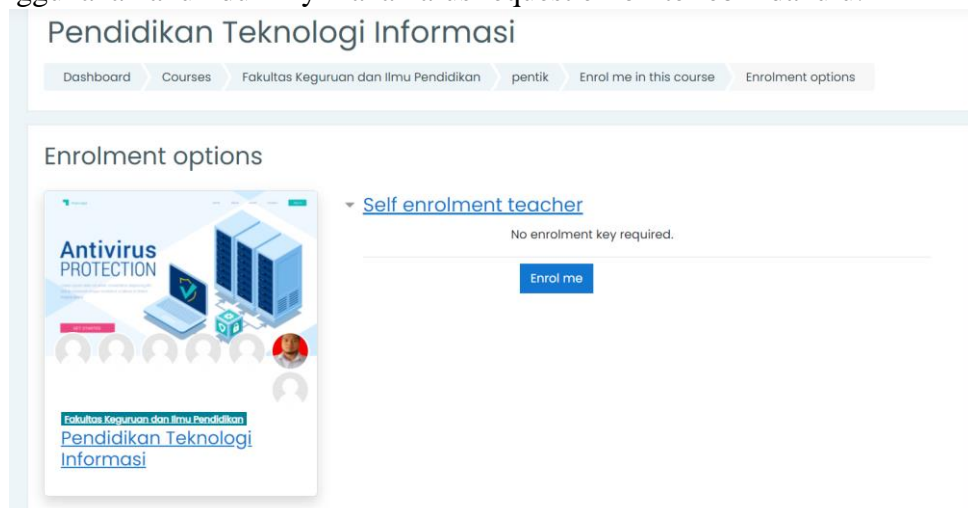 Pendidikan Teknologi Informasi
Dashboard Courses Fakultas Keguruan dan Ilmu Pendidikan pentik Enrol me in this course Enrolment options
Enrolment options
Antivirus
PROTECTION
Fakultas Keguruan dan Ilmu Pendidikan
Pendidikan Teknologi
Informasi
Self enrolment teacher
No enrolment key required.
Enrol me